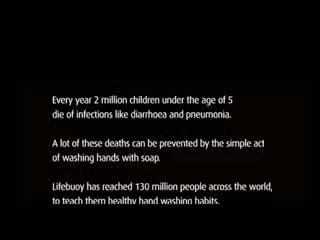 Every year 2 million children under the age of 5
die of infections like diarrhoea and pneumonia.
A lot of these deaths can be prevented by the simple act
of washing hands with soap.
Lifebuoy has reached 130 million people across the world,
to teach them healthy hand washing habits.